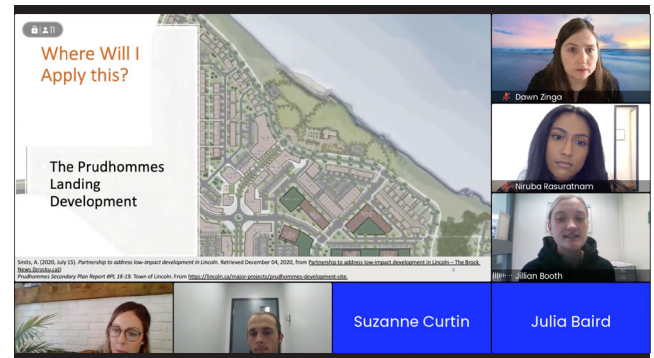 11
Where Will I
Apply this?
The Prudhommes
Landing
Development
Smits, A. (2020, July 15). Partnership to address low-impact development in Lincoln. Retrieved December 04, 2020, from Partnership to address low-impact development in Lincoln – The Brock
News (brocku.ca)
Prudhommes Secondary Plan Report #PL 18-19. Town of Lincoln. From https://lincoln.ca/major-projects/prudhommes-development-site.
Dawn Zinga
Niruba Rasuratnam
Jillian Booth
Suzanne Curtin
Julia Baird